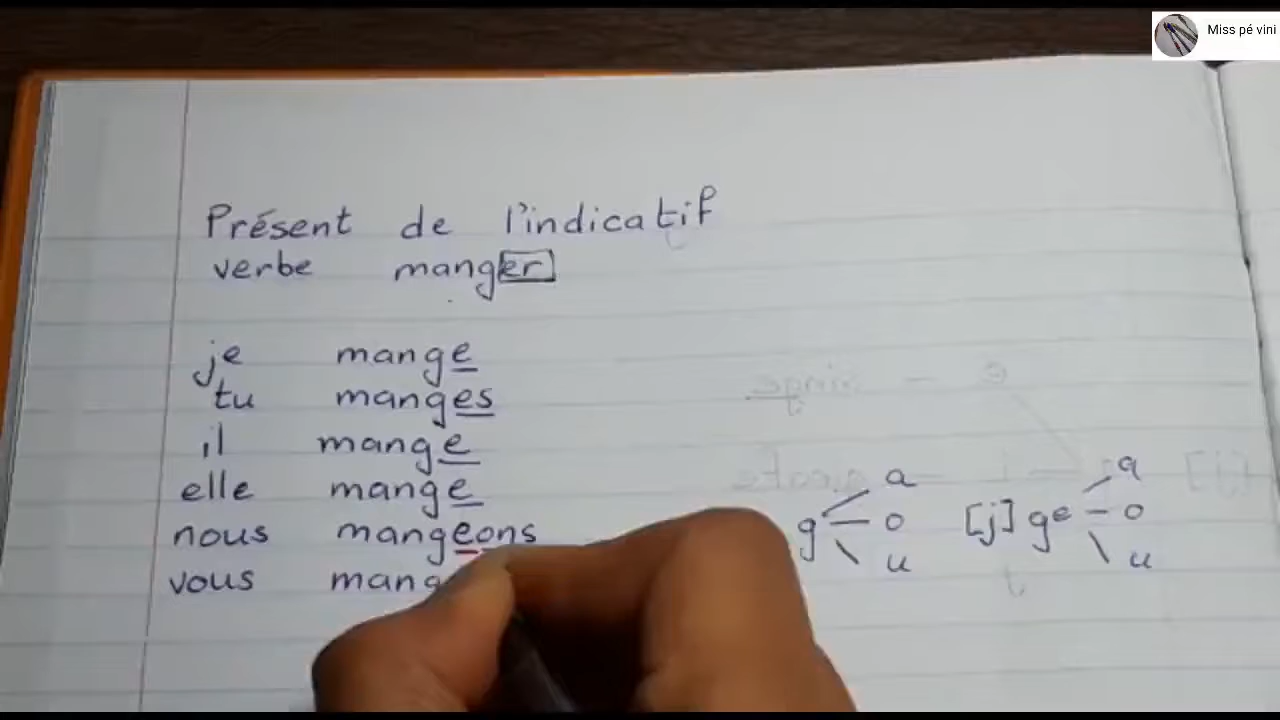 Miss pé vini
Présent de l'indicatif
verbe manger
je mange
tu manges
il mange
elle mange
nous mangeons
vous mang
g a
o
u
[j] ge a
o
u